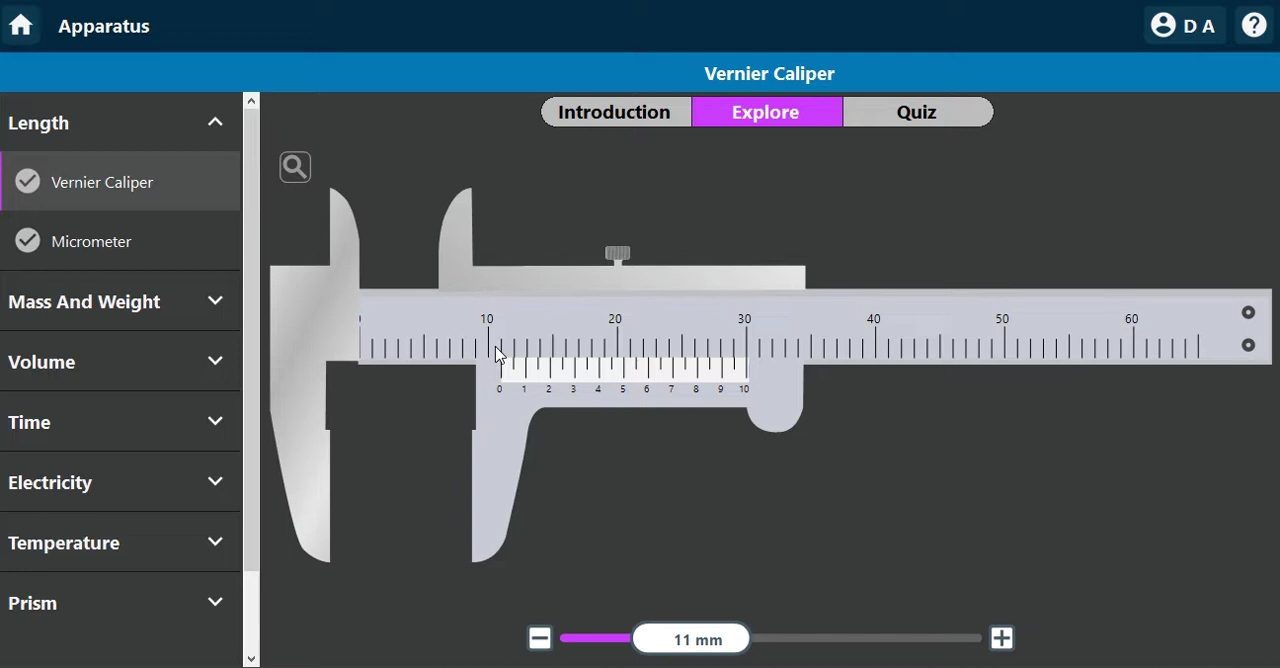 Apparatus
D A
Vernier Caliper
Length
Vernier Caliper
Micrometer
Mass And Weight
Volume
Time
Electricity
Temperature
Prism
Introduction Explore Quiz
10 20 30 40 50 60
0 1 2 3 4 5 6 7 8 9 10
11 mm